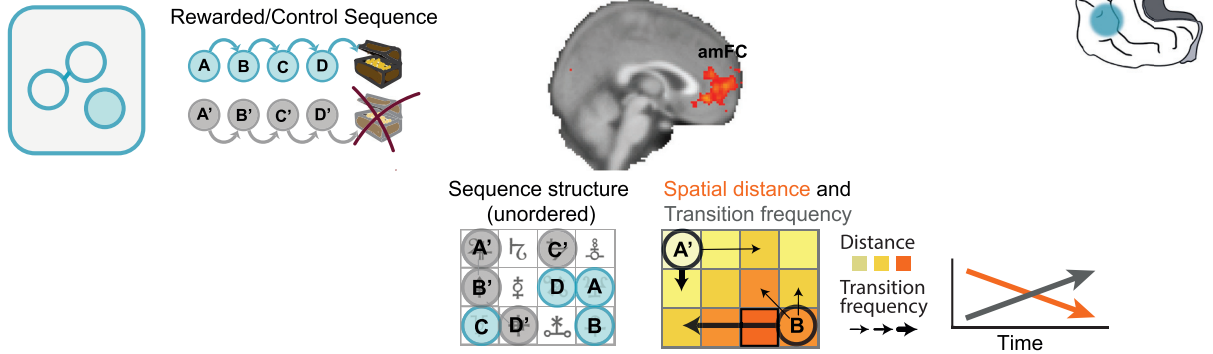 Rewarded/Control Sequence
A B C D
A' B' C' D'
amFC
Sequence structure
(unordered)
A' C'
B' D A
C D' B
Spatial distance and
Transition frequency
A'
B
Distance
Transition
frequency
Time